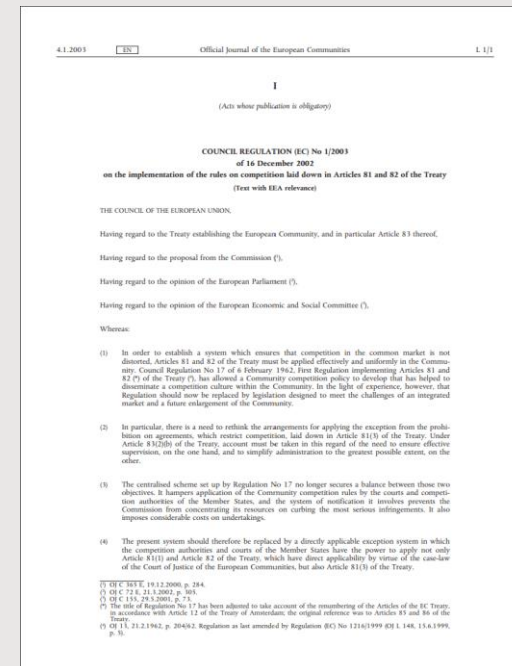 4.1.2003 EN Official Journal of the European Communities L 1/1
I
(Acts whose publication is obligatory)
COUNCIL REGULATION (EC) No 1/2003
of 16 December 2002
on the implementation of the rules on competition laid down in Articles 81 and 82 of the Treaty
(Text with EEA relevance)
THE COUNCIL OF THE EUROPEAN UNION,
Having regard to the Treaty establishing the European Community, and in particular Article 83 thereof,
Having regard to the proposal from the Commission (¹),
Having regard to the opinion of the European Parliament (²),
Having regard to the opinion of the European Economic and Social Committee (³),
Whereas:
(1) In order to establish a system which ensures that competition in the common market is not
distorted, Articles 81 and 82 of the Treaty must be applied effectively and uniformly in the Commu-
nity. Council Regulation No 17 of 6 February 1962, First Regulation implementing Articles 81 and
82 (*) of the Treaty (⁴), has allowed a Community competition policy to develop that has helped to
disseminate a competition culture within the Community. In the light of experience, however, that
Regulation should now be replaced by legislation designed to meet the challenges of an integrated
market and a future enlargement of the Community.
(2) In particular, there is a need to rethink the arrangements for applying the exception from the prohi-
bition on agreements, which restrict competition, laid down in Article 81(3) of the Treaty. Under
Article 83(2)(b) of the Treaty, account must be taken in this regard of the need to ensure effective
supervision, on the one hand, and to simplify administration to the greatest possible extent, on the
other.
(3) The centralised scheme set up by Regulation No 17 no longer secures a balance between those two
objectives. It hampers application of the Community competition rules by the courts and competi-
tion authorities of the Member States, and the system of notification it involves prevents the
Commission from concentrating its resources on curbing the most serious infringements. It also
imposes considerable costs on undertakings.
(4) The present system should therefore be replaced by a directly applicable exception system in which
the competition authorities and courts of the Member States have the power to apply not only
Article 81(1) and Article 82 of the Treaty, which have direct applicability by virtue of the case-law
of the Court of Justice of the European Communities, but also Article 81(3) of the Treaty.
(¹) OJ C 365 E, 19.12.2000, p. 284.
(²) OJ C 72 E, 21.3.2002, p. 305.
(³) OJ C 155, 29.5.2001, p. 73.
(*) The title of Regulation No 17 has been adjusted to take account of the renumbering of the Articles of the EC Treaty,
in accordance with Article 12 of the Treaty of Amsterdam; the original reference was to Articles 85 and 86 of the
Treaty.
(⁴) OJ 13, 21.2.1962, p. 204/62. Regulation as last amended by Regulation (EC) No 1216/1999 (OJ L 148, 15.6.1999,
p. 5).